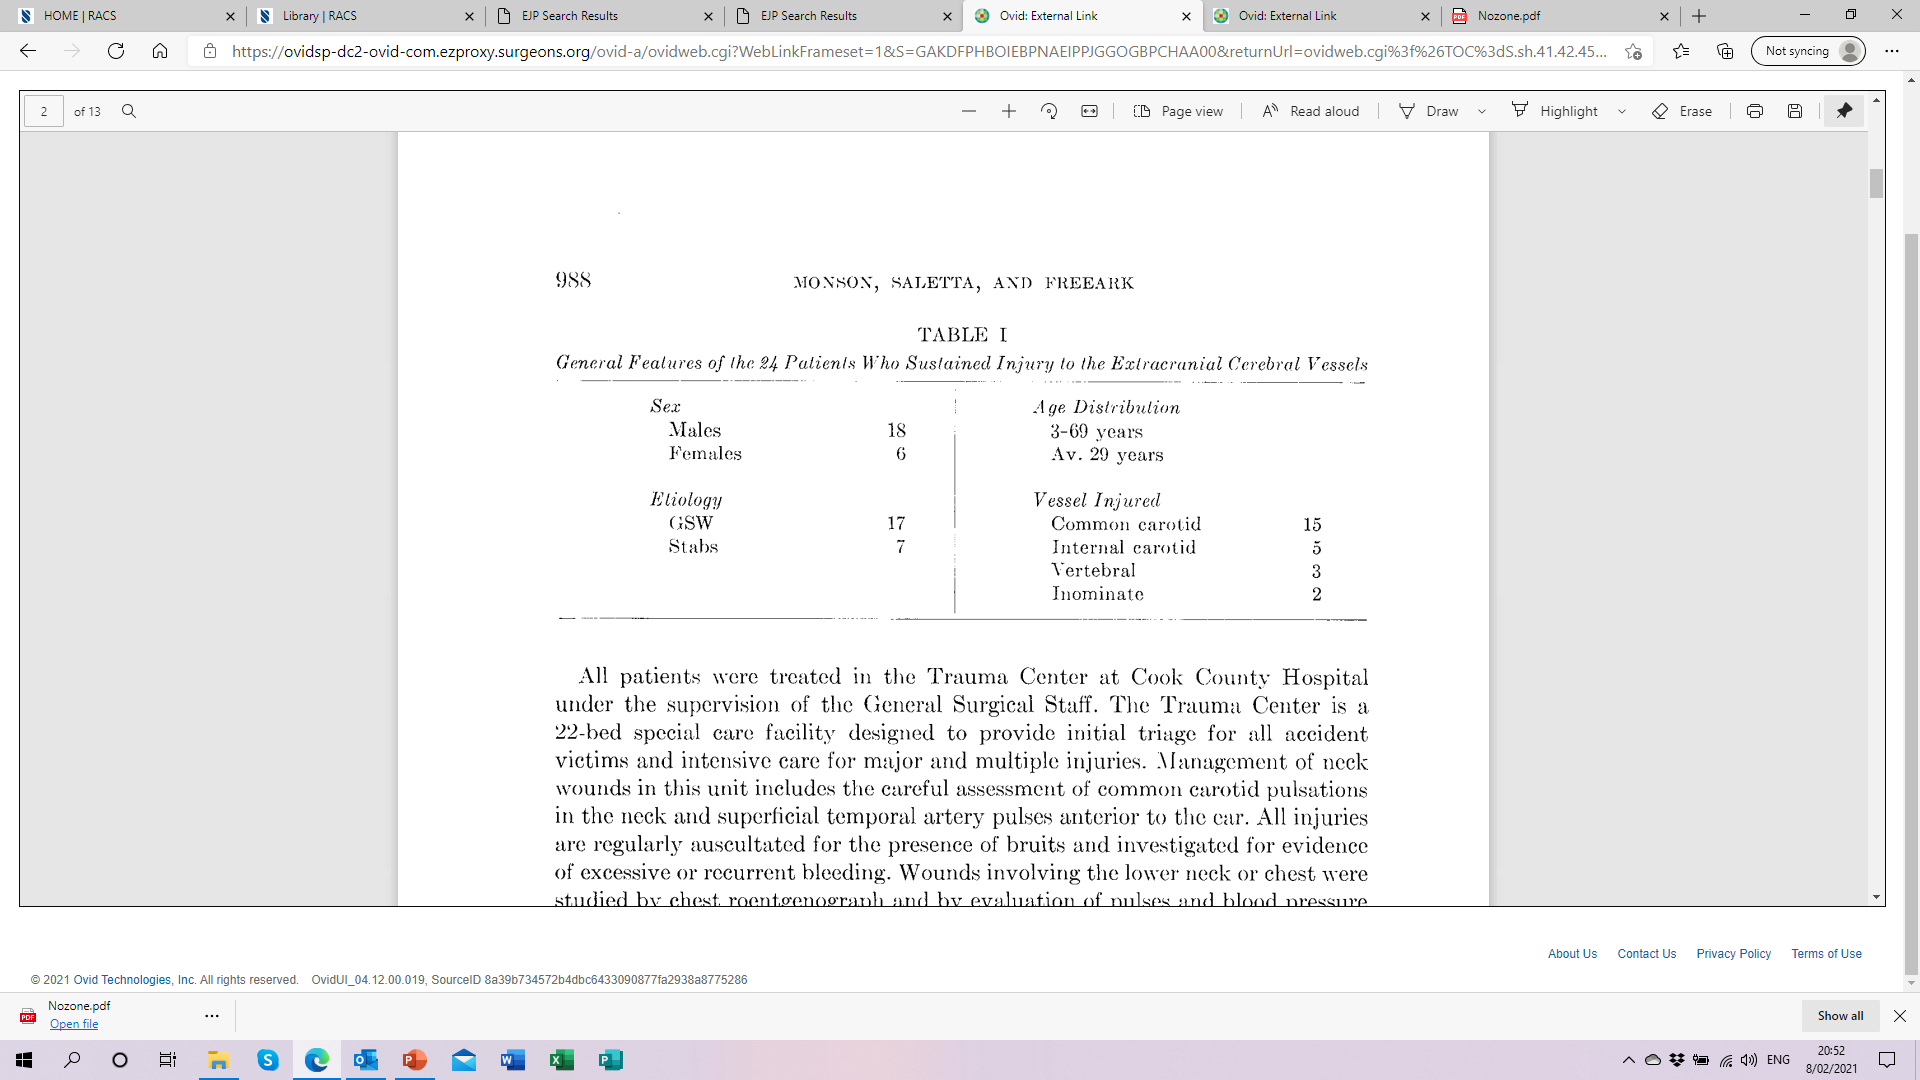 HOME | RACS
Library | RACS
EJP Search Results
EJP Search Results
Ovid: External Link
Ovid: External Link
Nozone.pdf
https://ovidsp-dc2-ovid-com.ezproxy.surgeons.org/ovid-a/ovidweb.cgi?WebLinkFrameset=1&S=GAKDFPHBOIEBPNAEIPPJGGOGBPCHAA00&returnUrl=ovidweb.cgi%3f%26TOC%3dS.sh.41.42.45...
Not syncing
2 of 13
Page view
Read aloud
Draw
Highlight
Erase
988 MONSON, SALETTA, AND FREEARK
TABLE I
General Features of the 24 Patients Who Sustained Injury to the Extracranial Cerebral Vessels
Sex
Males 18
Females 6
Etiology
GSW 17
Stabs 7
Age Distribution
3-69 years
Av. 29 years
Vessel Injured
Common carotid 15
Internal carotid 5
Vertebral 3
Inominate 2
All patients were treated in the Trauma Center at Cook County Hospital
under the supervision of the General Surgical Staff. The Trauma Center is a
22-bed special care facility designed to provide initial triage for all accident
victims and intensive care for major and multiple injuries. Management of neck
wounds in this unit includes the careful assessment of common carotid pulsations
in the neck and superficial temporal artery pulses anterior to the ear. All injuries
are regularly auscultated for the presence of bruits and investigated for evidence
of excessive or recurrent bleeding. Wounds involving the lower neck or chest were
studied by chest roentgenograph and by evaluation of pulses and blood pressure
About Us Contact Us Privacy Policy Terms of Use
© 2021 Ovid Technologies, Inc. All rights reserved. OvidUI_04.12.00.019, SourceID 8a39b734572b4dbc6433090877fa2938a8775286
Nozone.pdf
Open file
Show all
ENG
20:52
8/02/2021